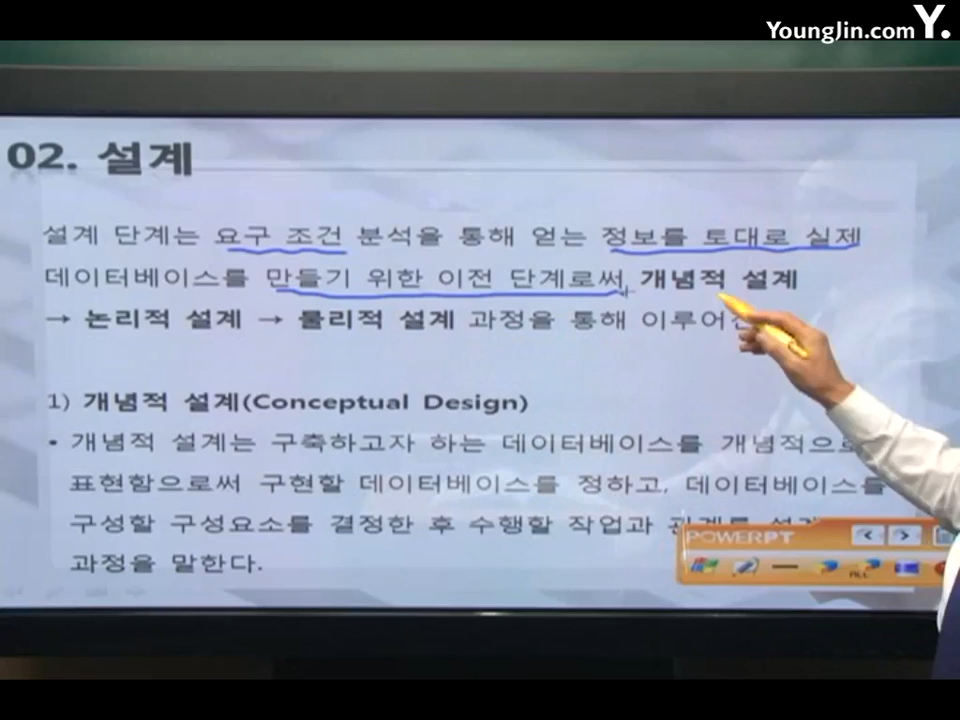 YoungJin.com Y.
02. 설계
설계 단계는 요구 조건 분석을 통해 얻는 정보를 토대로 실제
데이터베이스를 만들기 위한 이전 단계로써, 개념적 설계
→ 논리적 설계 → 물리적 설계 과정을 통해
1) 개념적 설계(Conceptual Design)
• 개념적 설계는 구축하고자 하는 데이터베이스를 개념적으로
표현함으로써 구현할 데이터베이스를 정하고, 데이터베이스를
구성할 구성요소를 결정한 후 수행할 작업과
과정을 말한다.
POWERPT
ALL